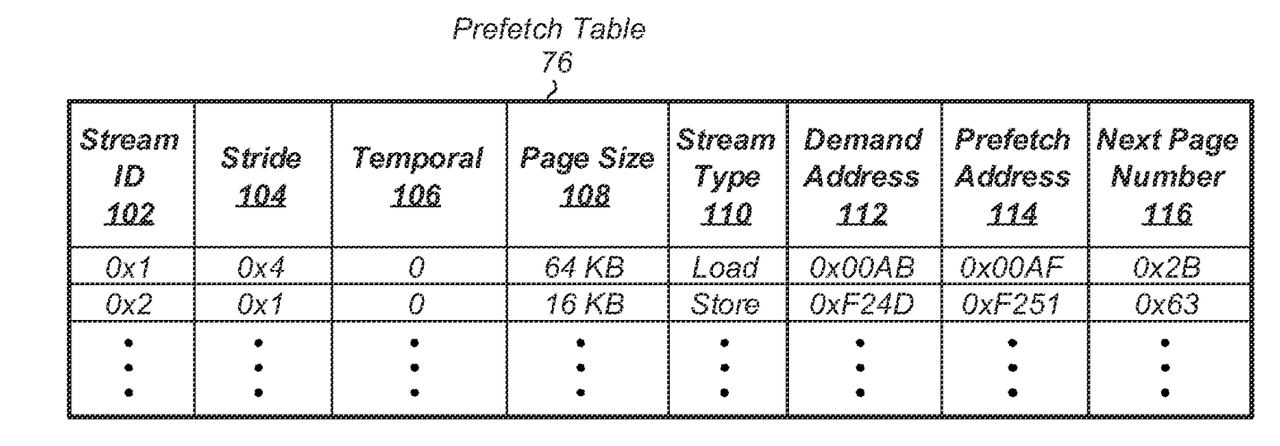 Prefetch Table
76
Stream ID 102 Stride 104 Temporal 106 Page Size 108 Stream Type 110 Demand Address 112 Prefetch Address 114 Next Page Number 116
0x1 0x4 0 64 KB Load 0x00AB 0x00AF 0x2B
0x2 0x1 0 16 KB Store 0xF24D 0xF251 0x63